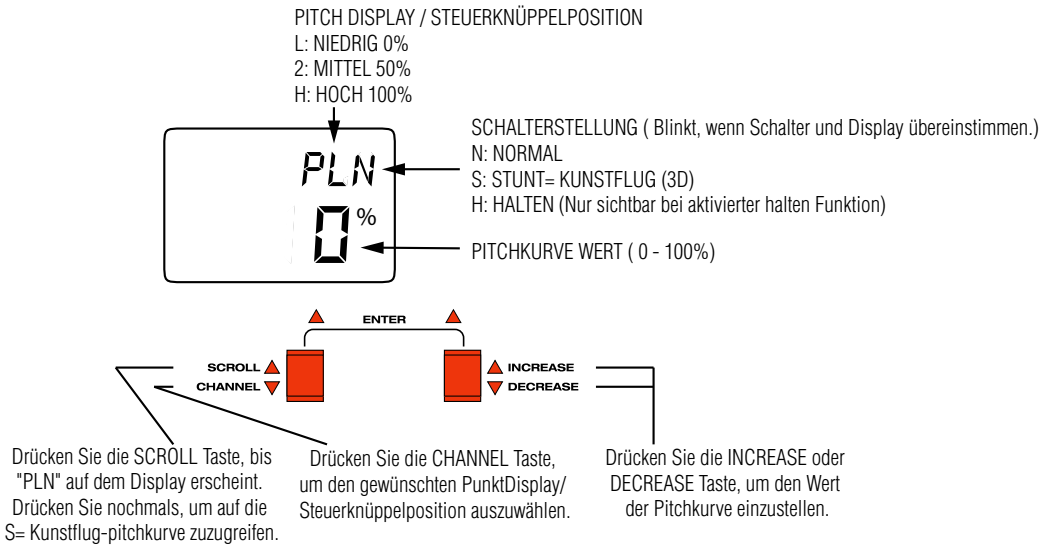 PITCH DISPLAY / STEUERKNÜPPELPOSITION
L: NIEDRIG 0%
2: MITTEL 50%
H: HOCH 100%
SCHALTERSTELLUNG ( Blinkt, wenn Schalter und Display übereinstimmen.)
N: NORMAL
S: STUNT= KUNSTFLUG (3D)
H: HALTEN (Nur sichtbar bei aktivierter halten Funktion)
PLN
0%
PITCHKURVE WERT ( 0 - 100%)
ENTER
SCROLL
CHANNEL
INCREASE
DECREASE
Drücken Sie die SCROLL Taste, bis
"PLN" auf dem Display erscheint.
Drücken Sie nochmals, um auf die
S= Kunstflug-pitchkurve zuzugreifen.
Drücken Sie die CHANNEL Taste,
um den gewünschten PunktDisplay/
Steuerknüppelposition auszuwählen.
Drücken Sie die INCREASE oder
DECREASE Taste, um den Wert
der Pitchkurve einzustellen.